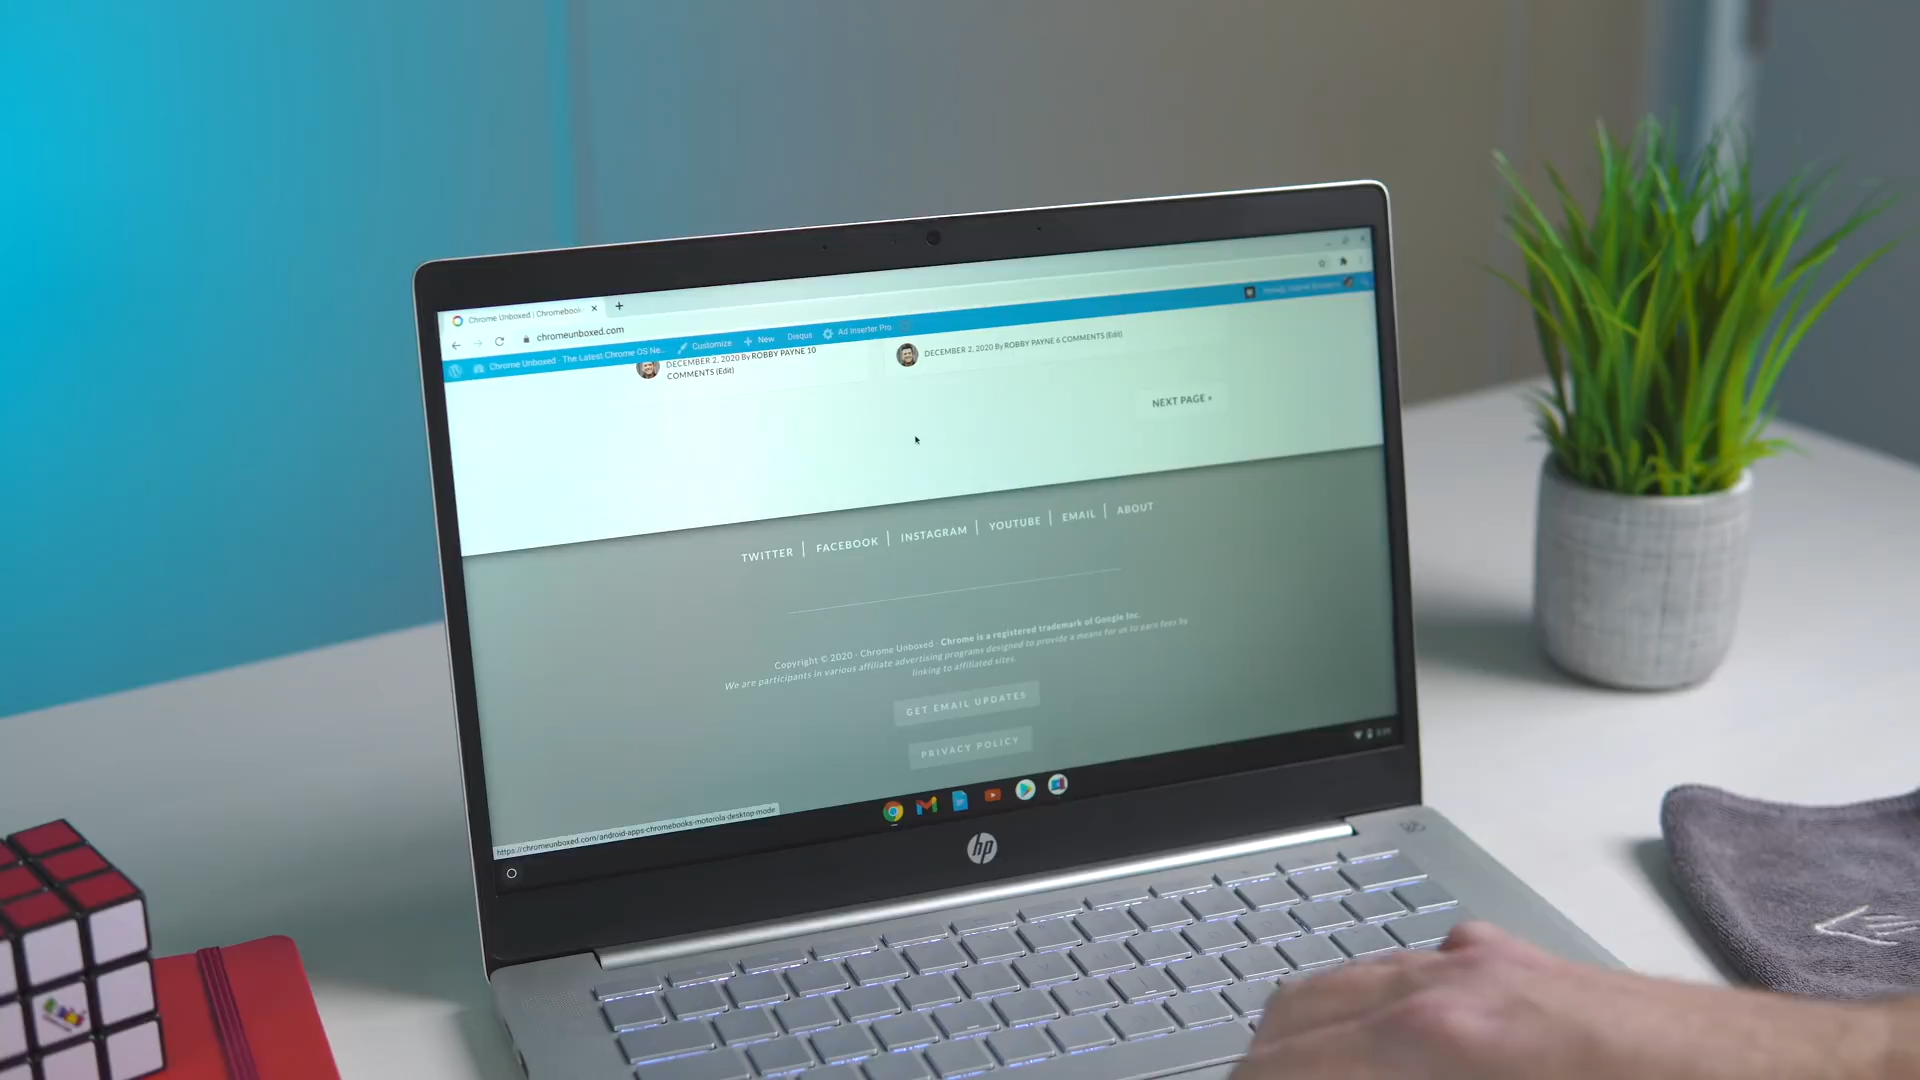 Chrome Unboxed | Chromebook
chromeunboxed.com
Chrome Unboxed - The Latest Chrome OS Ne...
Customize
New
Disqus
Ad Inserter Pro
DECEMBER 2, 2020 By ROBBY PAYNE 10
COMMENTS (Edit)
DECEMBER 2, 2020 By ROBBY PAYNE 6 COMMENTS (Edit)
NEXT PAGE »
TWITTER | FACEBOOK | INSTAGRAM | YOUTUBE | EMAIL | ABOUT
Copyright © 2020 · Chrome Unboxed · Chrome is a registered trademark of Google Inc.
We are participants in various affiliate advertising programs designed to provide a means for us to earn fees by
linking to affiliated sites.
GET EMAIL UPDATES
PRIVACY POLICY
https://chromeunboxed.com/android-apps-chromebooks-motorola-desktop-mode
hp